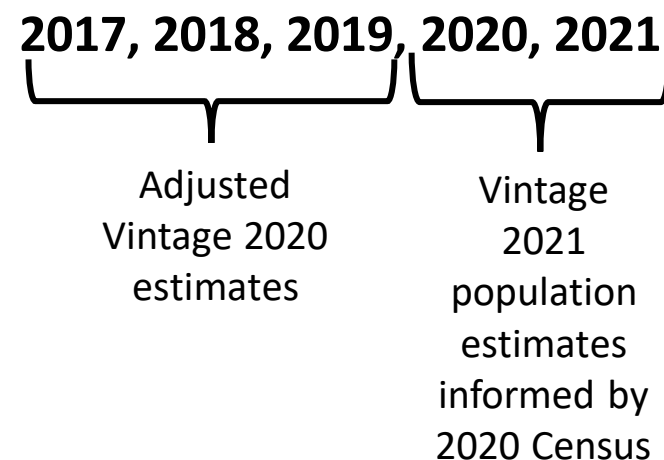 2017, 2018, 2019, 2020, 2021
Adjusted
Vintage 2020
estimates
Vintage
2021
population
estimates
informed by
2020 Census